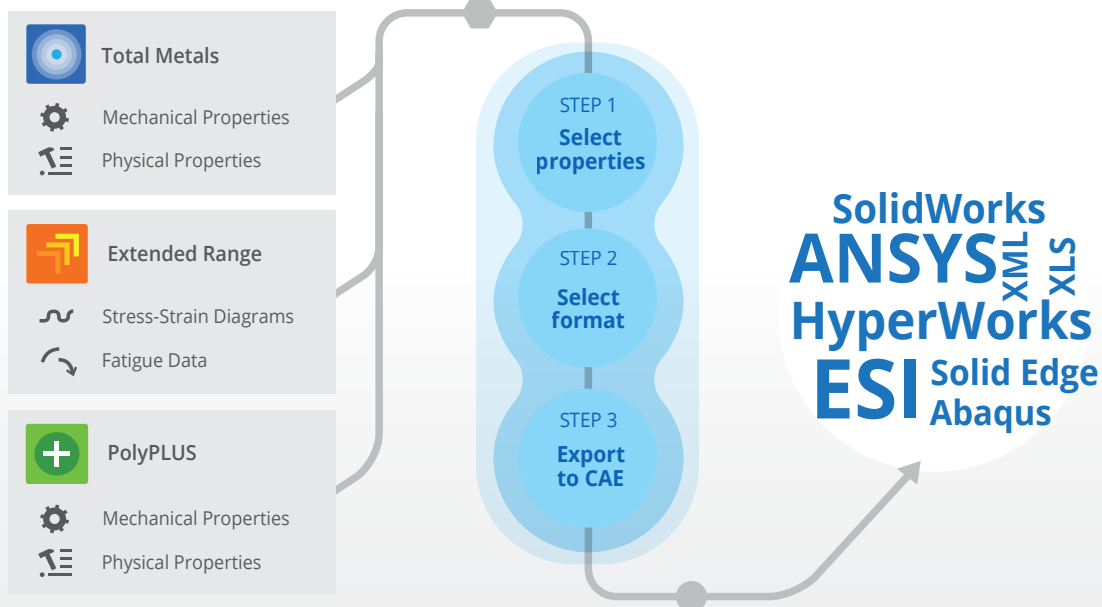 Total Metals
Mechanical Properties
Physical Properties
Extended Range
Stress-Strain Diagrams
Fatigue Data
PolyPLUS
Mechanical Properties
Physical Properties
STEP 1
Select
properties
STEP 2
Select
format
STEP 3
Export
to CAE
SolidWorks
ANSYS
XML
XLS
HyperWorks
ESI
Solid Edge
Abaqus